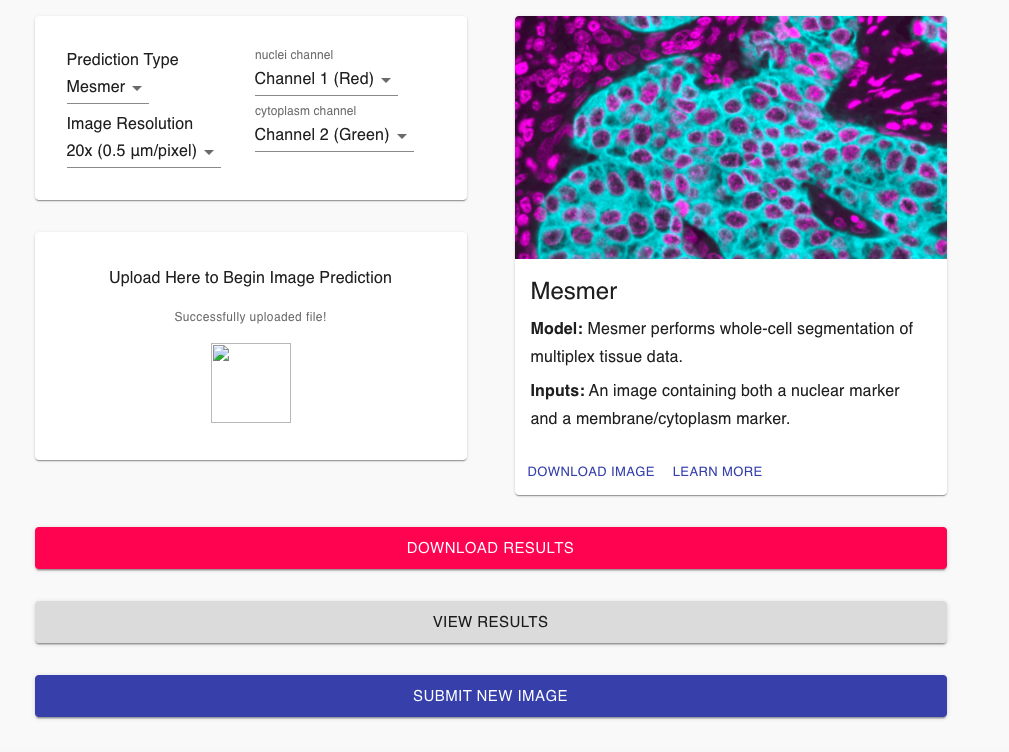 Prediction Type
Mesmer
Image Resolution
20x (0.5 μm/pixel)
nuclei channel
Channel 1 (Red)
cytoplasm channel
Channel 2 (Green)
Upload Here to Begin Image Prediction
Successfully uploaded file!
Mesmer
Model: Mesmer performs whole-cell segmentation of
multiplex tissue data.
Inputs: An image containing both a nuclear marker
and a membrane/cytoplasm marker.
DOWNLOAD IMAGE LEARN MORE
DOWNLOAD RESULTS
VIEW RESULTS
SUBMIT NEW IMAGE